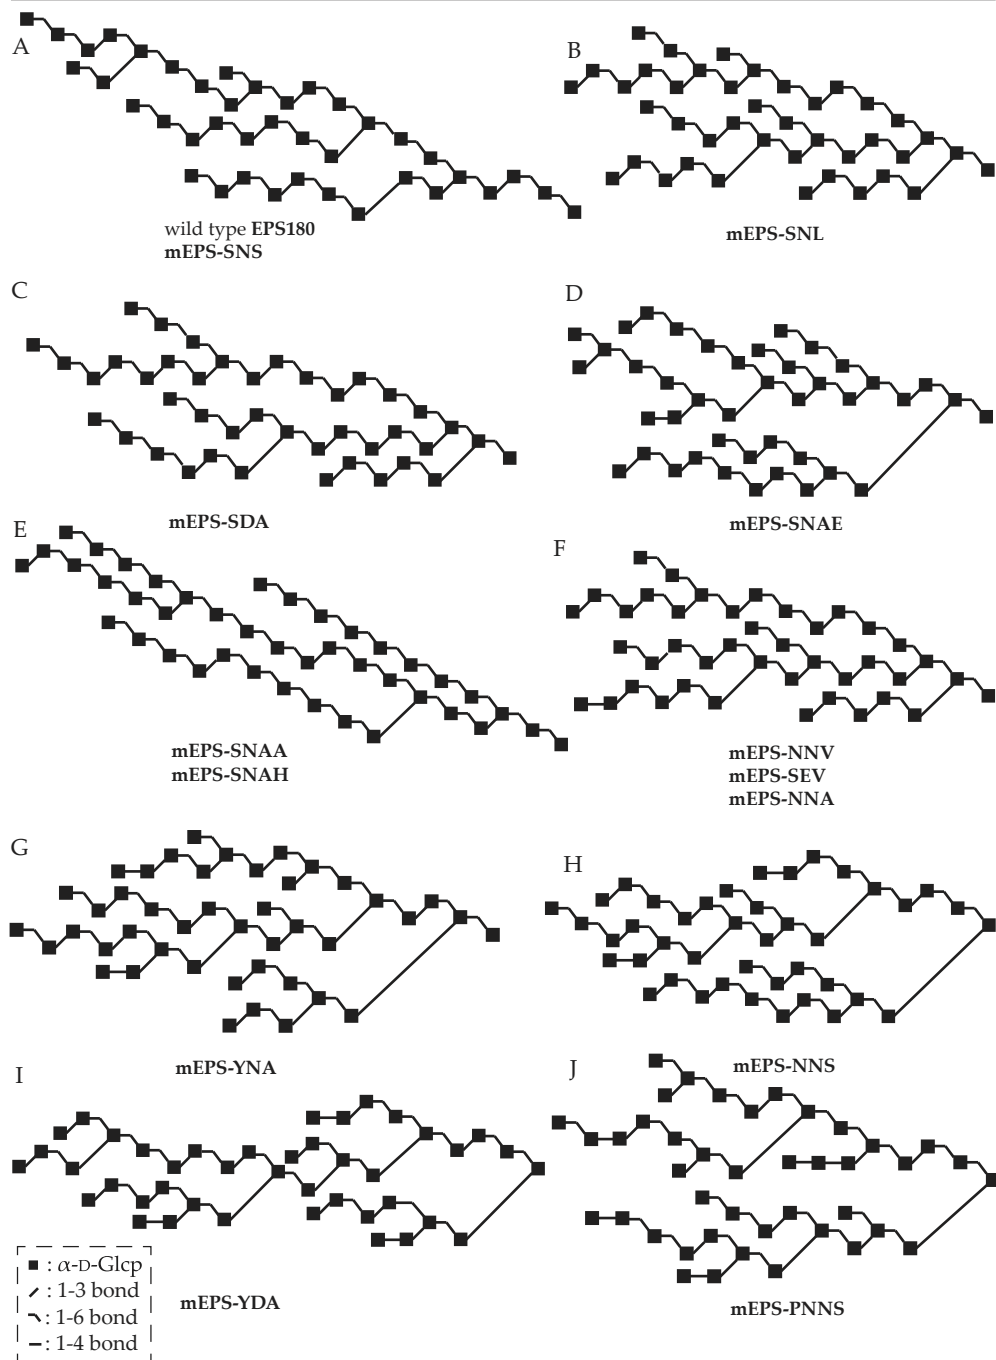 A
B
wild type EPS180
mEPS-SNS
mEPS-SNL
C
D
mEPS-SDA
mEPS-SNAE
E
F
mEPS-SNAA
mEPS-SNAH
mEPS-NNV
mEPS-SEV
mEPS-NNA
G
H
mEPS-YNA
mEPS-NNS
I
J
mEPS-YDA
mEPS-PNNS
: α-D-Glcp
: 1-3 bond
: 1-6 bond
: 1-4 bond